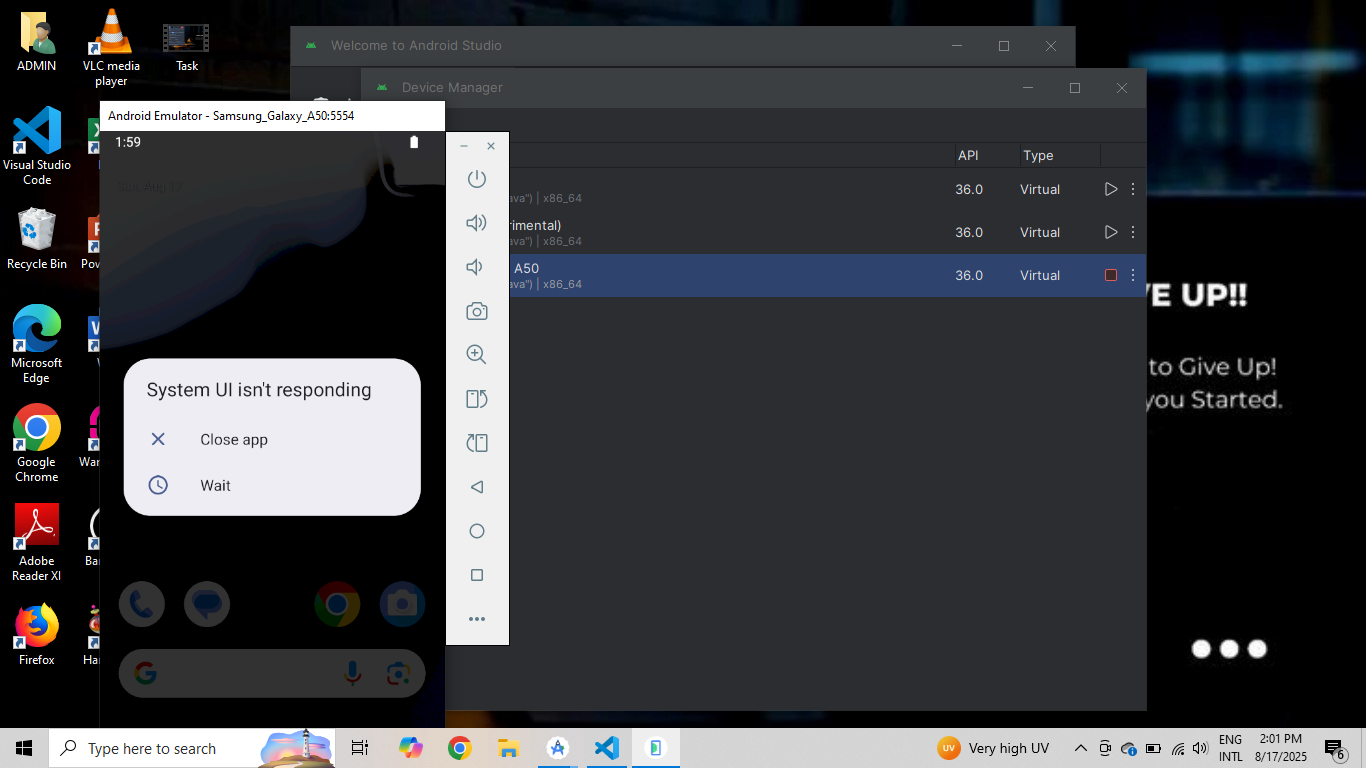 ADMIN
VLC media
player
Task
Visual Studio
Code
Recycle Bin
Microsoft
Edge
Google
Chrome
Adobe
Reader XI
Firefox
Welcome to Android Studio
Device Manager
API
Type
ava") | x86_64
36.0
Virtual
rimental)
ava") | x86_64
36.0
Virtual
A50
ava") | x86_64
36.0
Virtual
Android Emulator - Samsung_Galaxy_A50:5554
1:59
Sun, Aug 17
System UI isn't responding
Close app
Wait
VE UP!!
to Give Up!
you Started.
Type here to search
UV
Very high UV
ENG
INTL
2:01 PM
8/17/2025
6